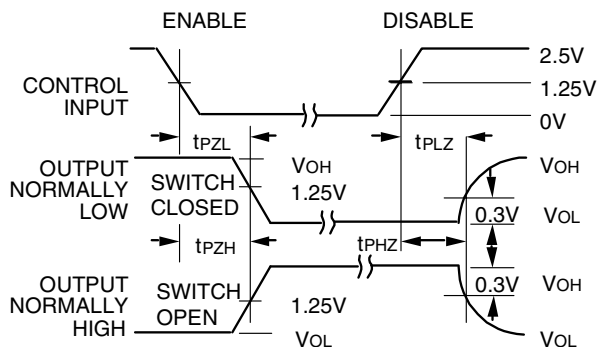 ENABLE DISABLE
CONTROL
INPUT
2.5V
1.25V
0V
tPZL tPLZ
OUTPUT
NORMALLY
LOW
SWITCH
CLOSED
VOH
1.25V
VOH
0.3V VOL
tPZH tPHZ
OUTPUT
NORMALLY
HIGH
SWITCH
OPEN
1.25V
VOL
0.3V VOH
VOL